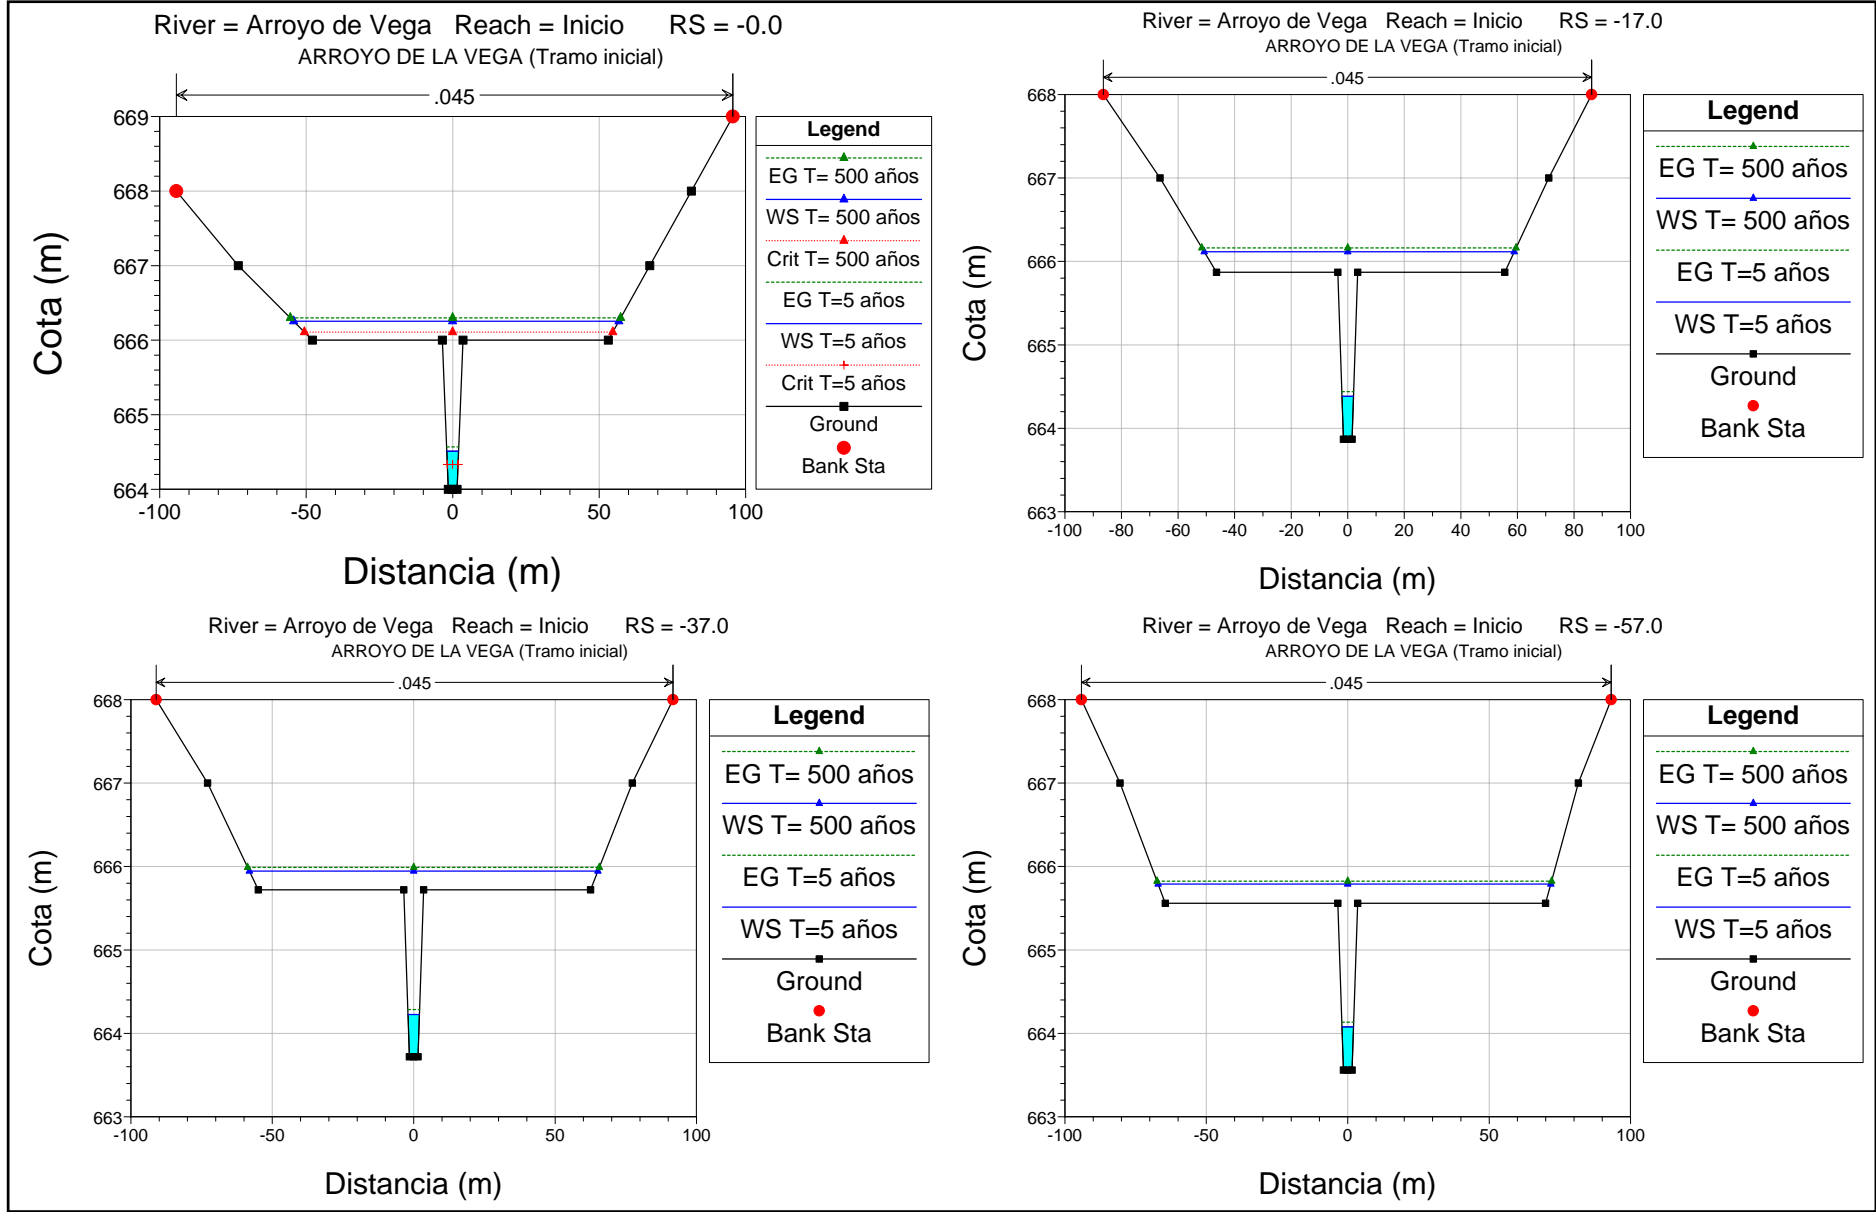 River = Arroyo de Vega Reach = Inicio RS = -0.0
ARROYO DE LA VEGA (Tramo inicial)
.045
669
668
667
666
665
664
-100
-50
0
50
100
Cota (m)
Distancia (m)
Legend
EG T= 500 años
WS T= 500 años
Crit T= 500 años
EG T=5 años
WS T=5 años
Crit T=5 años
Ground
Bank Sta
River = Arroyo de Vega Reach = Inicio RS = -17.0
ARROYO DE LA VEGA (Tramo inicial)
.045
668
667
666
665
664
663
-100
-80
-60
-40
-20
0
20
40
60
80
100
Cota (m)
Distancia (m)
Legend
EG T= 500 años
WS T= 500 años
EG T=5 años
WS T=5 años
Ground
Bank Sta
River = Arroyo de Vega Reach = Inicio RS = -37.0
ARROYO DE LA VEGA (Tramo inicial)
.045
668
667
666
665
664
663
-100
-50
0
50
100
Cota (m)
Distancia (m)
Legend
EG T= 500 años
WS T= 500 años
EG T=5 años
WS T=5 años
Ground
Bank Sta
River = Arroyo de Vega Reach = Inicio RS = -57.0
ARROYO DE LA VEGA (Tramo inicial)
.045
668
667
666
665
664
663
-100
-50
0
50
100
Cota (m)
Distancia (m)
Legend
EG T= 500 años
WS T= 500 años
EG T=5 años
WS T=5 años
Ground
Bank Sta